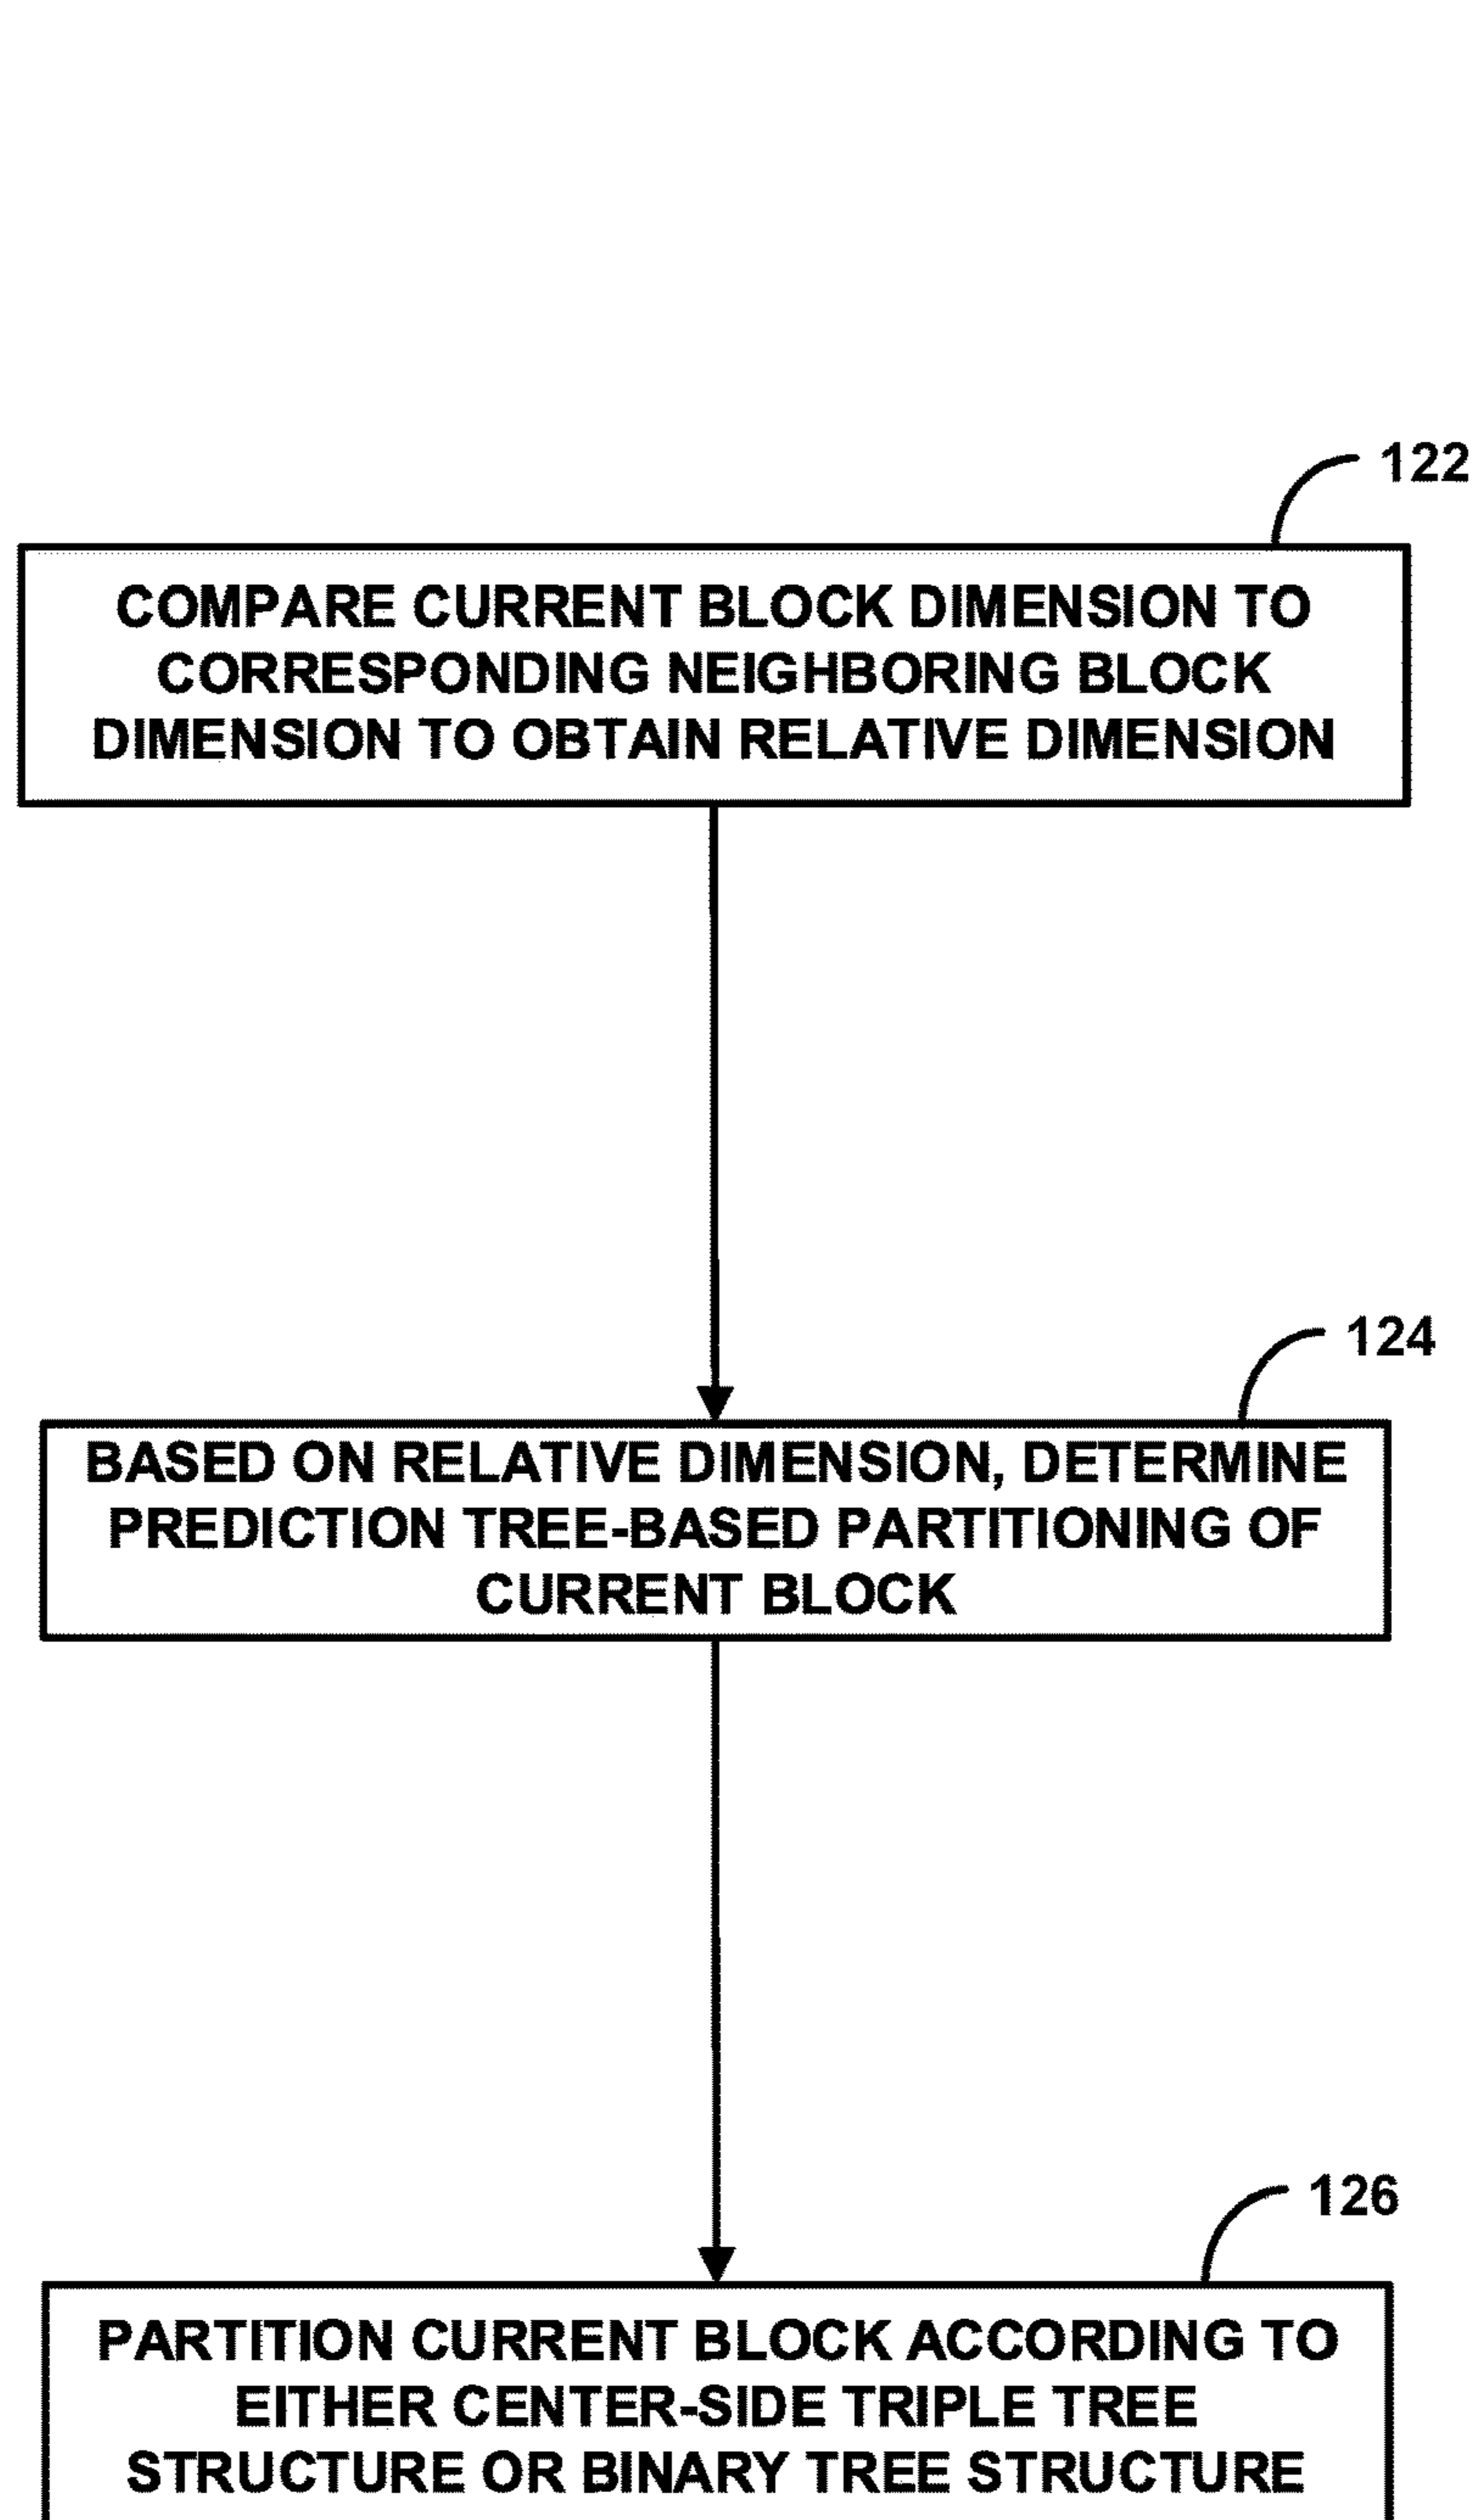 122
COMPARE CURRENT BLOCK DIMENSION TO
CORRESPONDING NEIGHBORING BLOCK
DIMENSION TO OBTAIN RELATIVE DIMENSION
124
BASED ON RELATIVE DIMENSION, DETERMINE
PREDICTION TREE-BASED PARTITIONING OF
CURRENT BLOCK
126
PARTITION CURRENT BLOCK ACCORDING TO
EITHER CENTER-SIDE TRIPLE TREE
STRUCTURE OR BINARY TREE STRUCTURE